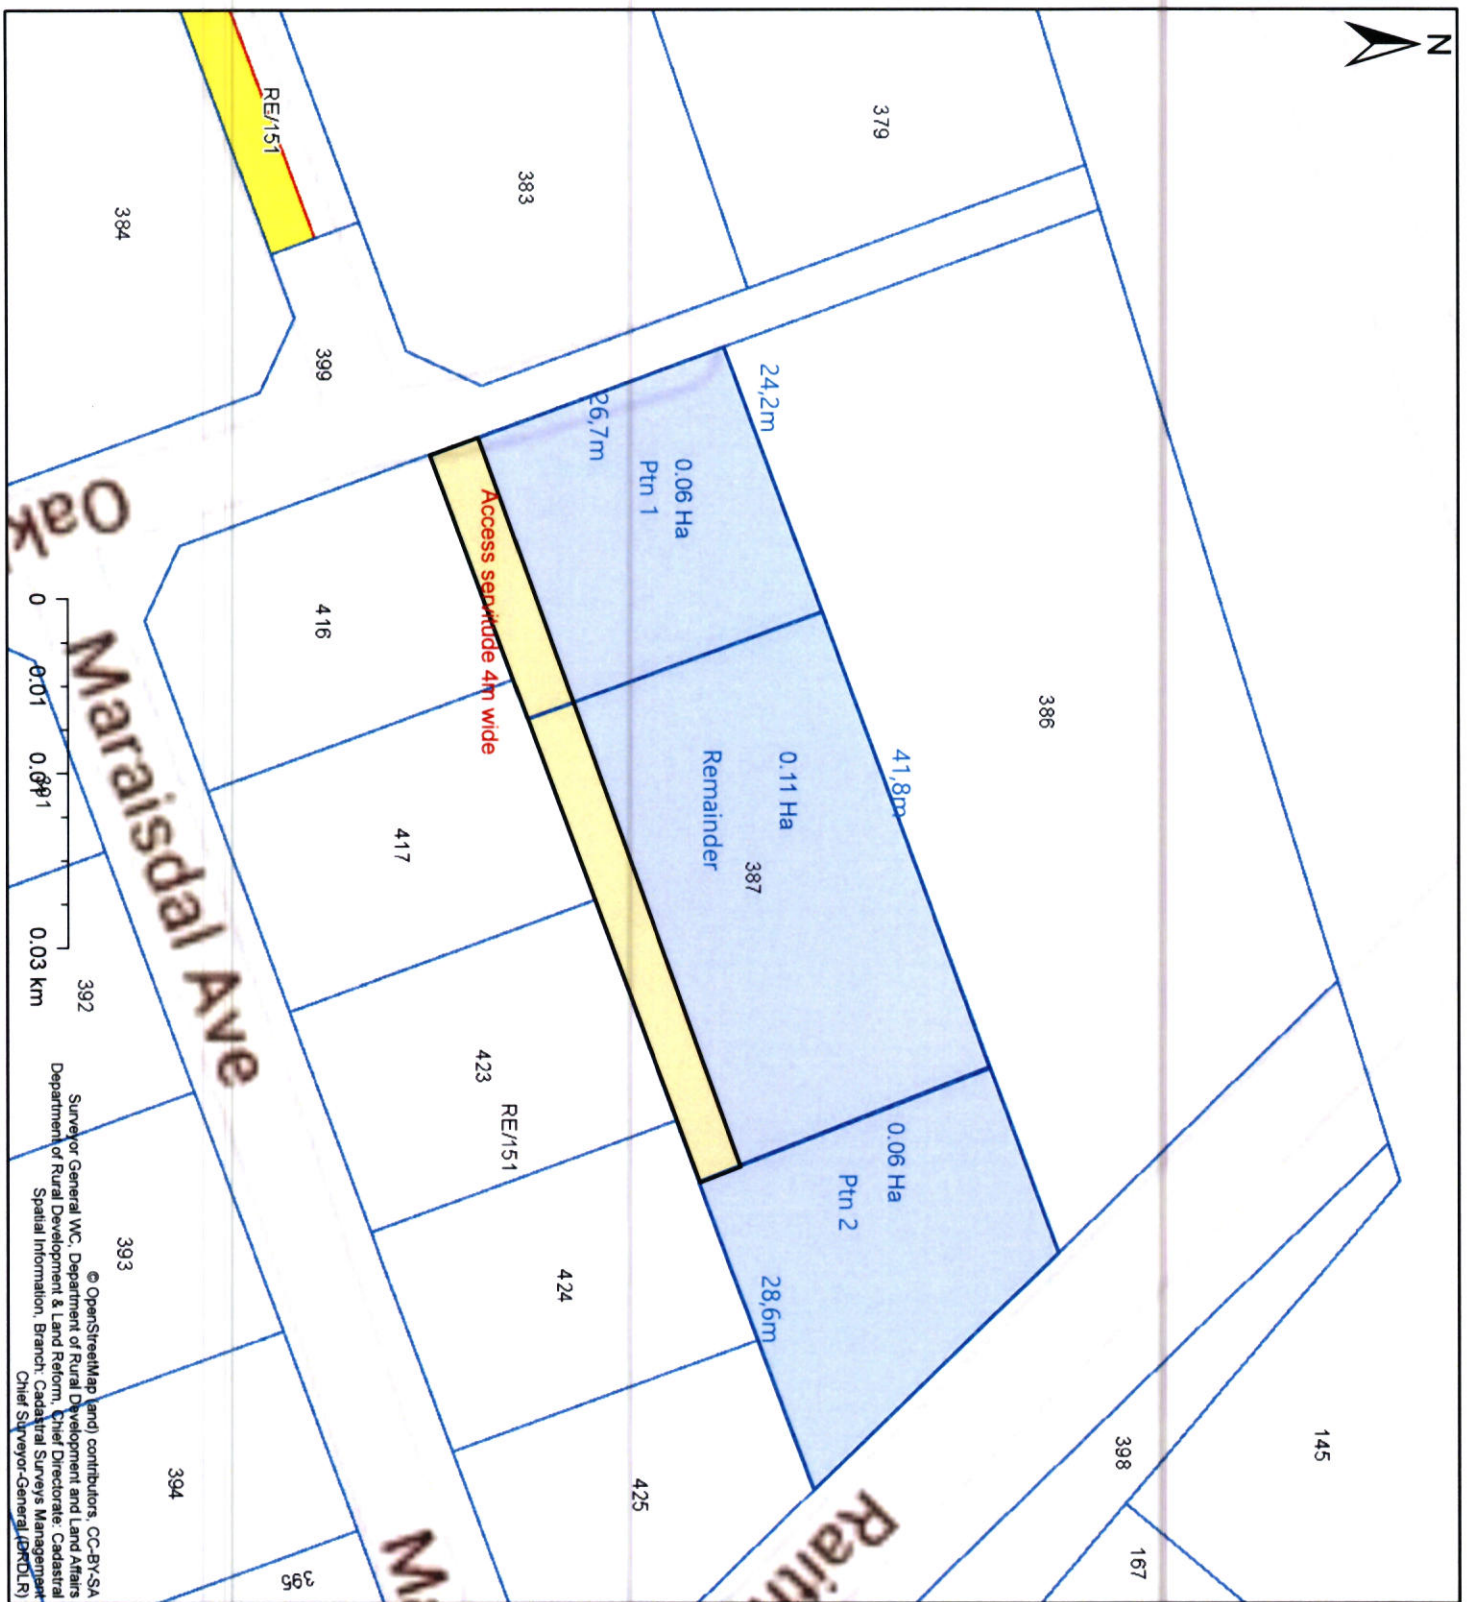 N
379
RE/151
383
384
399
24,2m
26,7m
0.06 Ha
Ptn 1
386
Oak
416
Access servitude 4m wide
41,8m
0.11 Ha
Remainder
387
417
Maraisdal Ave
0
0.01
0.03 km
391
392
423
RE/151
0.06 Ha
Ptn 2
424
28,6m
393
425
394
145
398
167
395
© OpenStreetMap (and) contributors, CC-BY-SA
Surveyor General WC, Department of Rural Development and Land Affairs
Department of Rural Development & Land Reform, Chief Directorate: Cadastral
Spatial Information, Branch: Cadastral Surveys Management
Chief Surveyor-General (DRDLR)